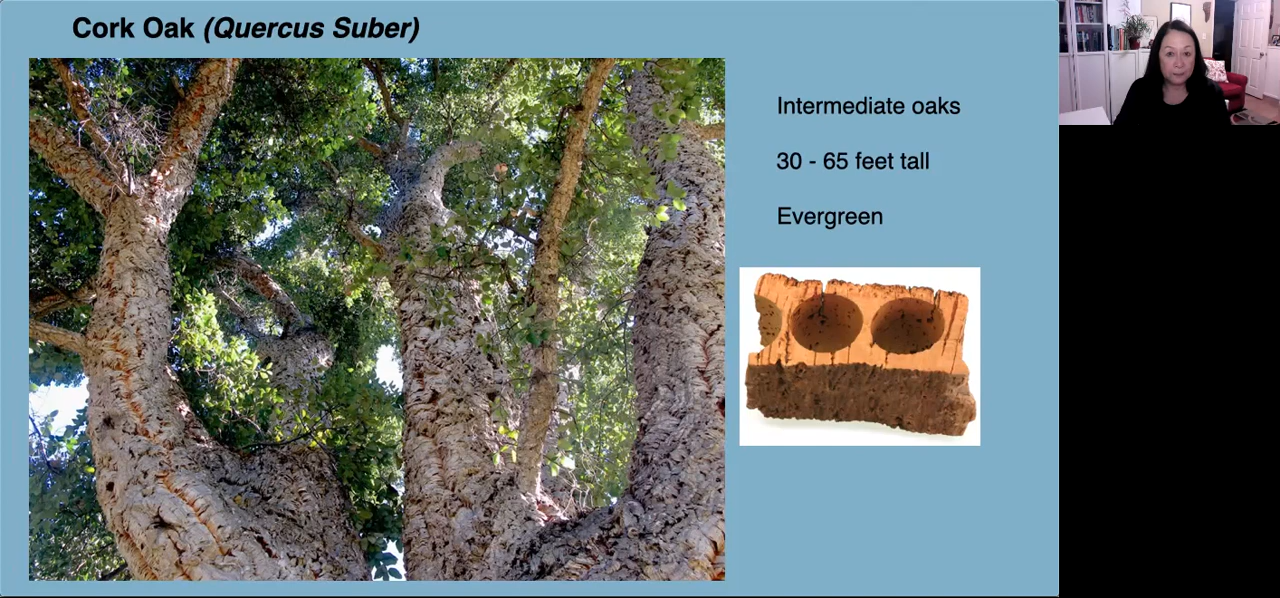 Cork Oak (Quercus Suber)
Intermediate oaks
30 - 65 feet tall
Evergreen